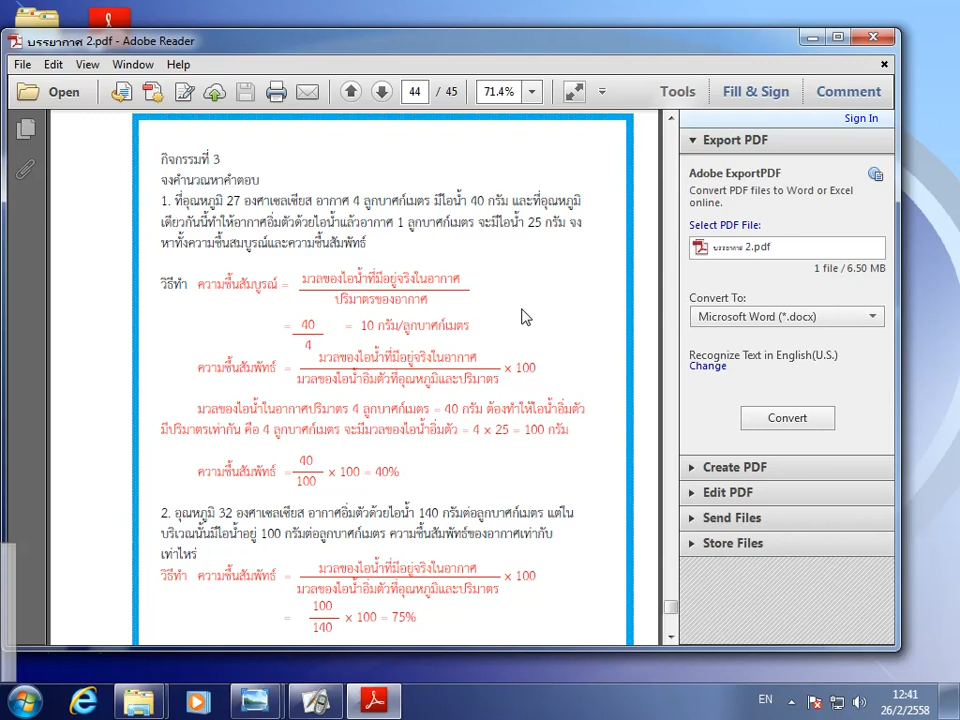 บรรยากาศ 2.pdf - Adobe Reader
File Edit View Window Help
Open 44 / 45 71.4% Tools Fill & Sign Comment
Sign In
กิจกรรมที่ 3
จงคำนวณหาคำตอบ
1. ที่อุณหภูมิ 27 องศาเซลเซียส อากาศ 4 ลูกบาศก์เมตร มีไอน้ำ 40 กรัม และที่อุณหภูมิ
เดียวกันนี้ทำให้อากาศอิ่มตัวด้วยไอน้ำแล้วอากาศ 1 ลูกบาศก์เมตร จะมีไอน้ำ 25 กรัม จง
หาทั้งความชื้นสมบูรณ์และความชื้นสัมพัทธ์
วิธีทำ ความชื้นสัมบูรณ์ = มวลของไอน้ำที่มีอยู่จริงในอากาศ
ปริมาตรของอากาศ
= 40 = 10 กรัม/ลูกบาศก์เมตร
4
ความชื้นสัมพัทธ์ = มวลของไอน้ำที่มีอยู่จริงในอากาศ × 100
มวลของไอน้ำอิ่มตัวที่อุณหภูมิและปริมาตร
มวลของไอน้ำในอากาศปริมาตร 4 ลูกบาศก์เมตร = 40 กรัม ต้องทำให้ไอน้ำอิ่มตัว
มีปริมาตรเท่ากัน คือ 4 ลูกบาศก์เมตร จะมีมวลของไอน้ำอิ่มตัว = 4 × 25 = 100 กรัม
ความชื้นสัมพัทธ์ = 40 × 100 = 40%
100
2. อุณหภูมิ 32 องศาเซลเซียส อากาศอิ่มตัวด้วยไอน้ำ 140 กรัมต่อลูกบาศก์เมตร แต่ใน
บริเวณนั้นมีไอน้ำอยู่ 100 กรัมต่อลูกบาศก์เมตร ความชื้นสัมพัทธ์ของอากาศเท่ากับ
เท่าไหร่
วิธีทำ ความชื้นสัมพัทธ์ = มวลของไอน้ำที่มีอยู่จริงในอากาศ × 100
มวลของไอน้ำอิ่มตัวที่อุณหภูมิและปริมาตร
= 100 × 100 = 75%
140
Export PDF
Adobe ExportPDF
Convert PDF files to Word or Excel
online.
Select PDF File:
บรรยากาศ 2.pdf
1 file / 6.50 MB
Convert To:
Microsoft Word (*.docx)
Recognize Text in English(U.S.)
Change
Convert
Create PDF
Edit PDF
Send Files
Store Files
EN 12:41
26/2/2558